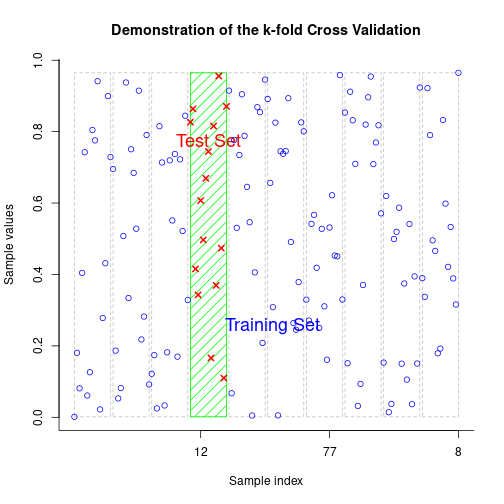 Demonstration of the k-fold Cross Validation
Sample values
1.0
0.8
0.6
0.4
0.2
0.0
Test Set
Training Set
12
77
8
Sample index